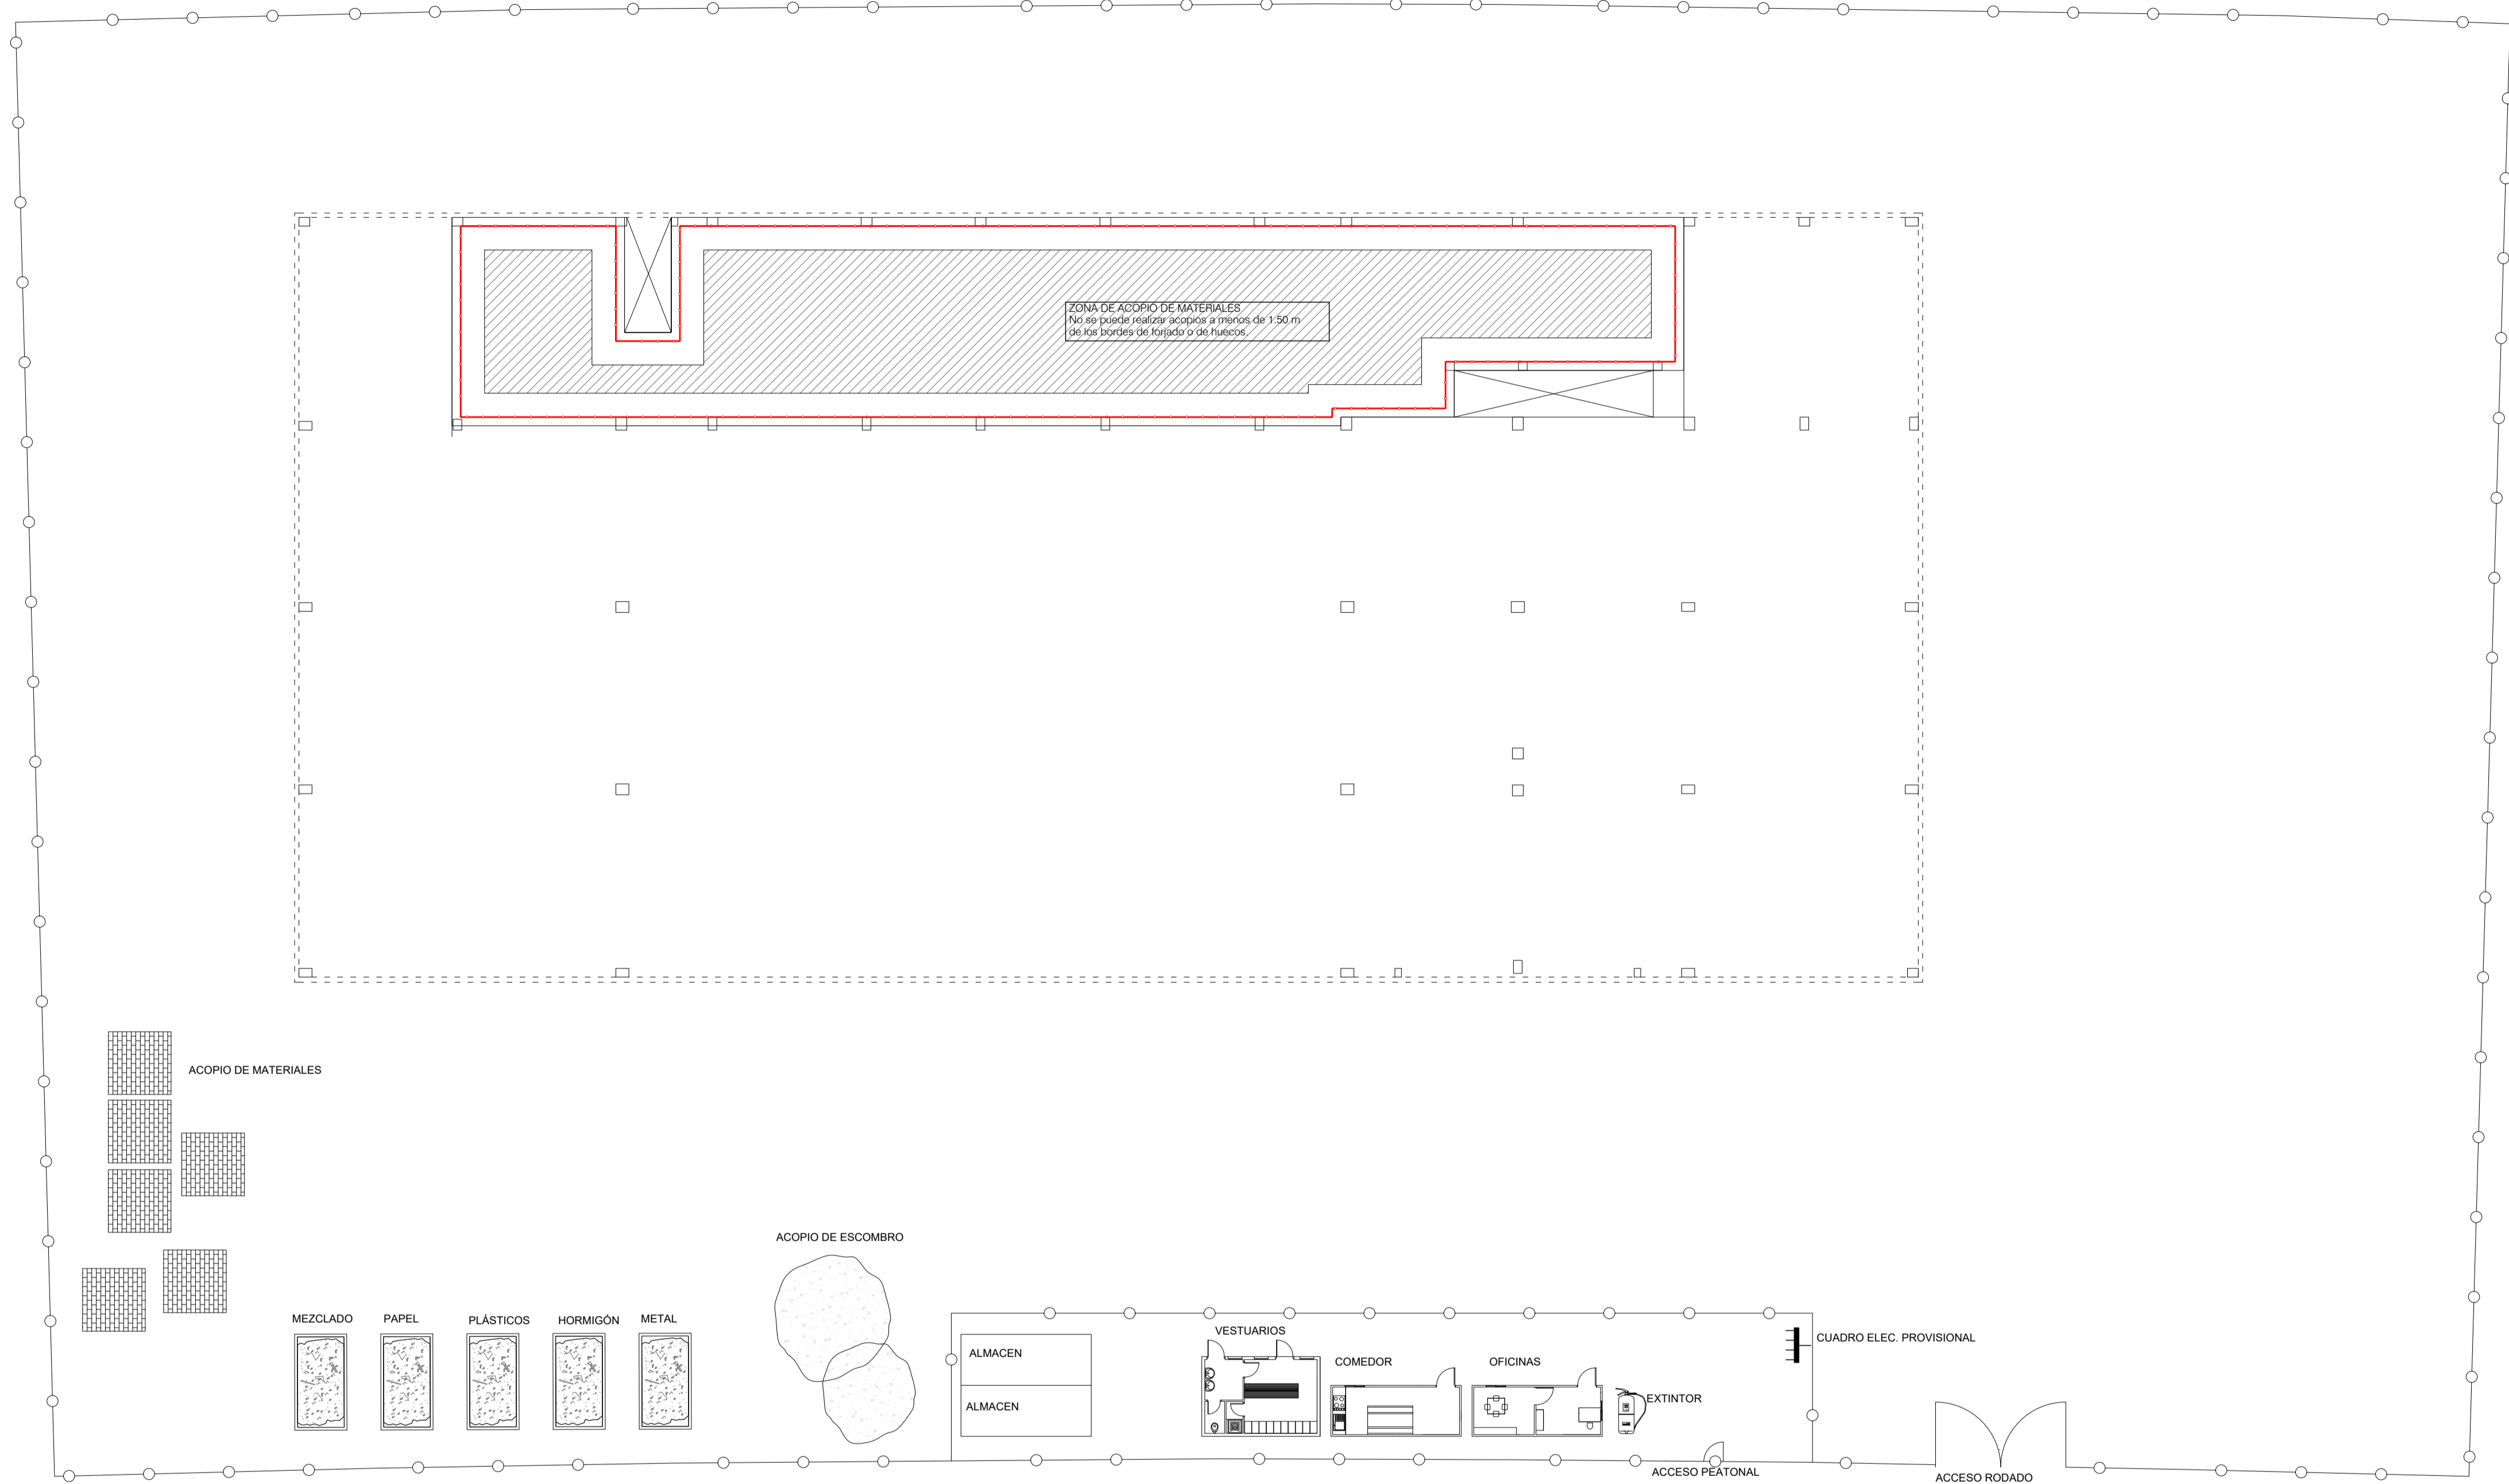 ZONA DE ACOPIO DE MATERIALES
No se puede realizar acopios a menos de 1.50 m
de los bordes de forjado o de huecos.
ACOPIO DE MATERIALES
ACOPIO DE ESCOMBRO
MEZCLADO
PAPEL
PLÁSTICOS
HORMIGÓN
METAL
ALMACEN
ALMACEN
VESTUARIOS
COMEDOR
OFICINAS
EXTINTOR
CUADRO ELEC. PROVISIONAL
ACCESO PEATONAL
ACCESO RODADO